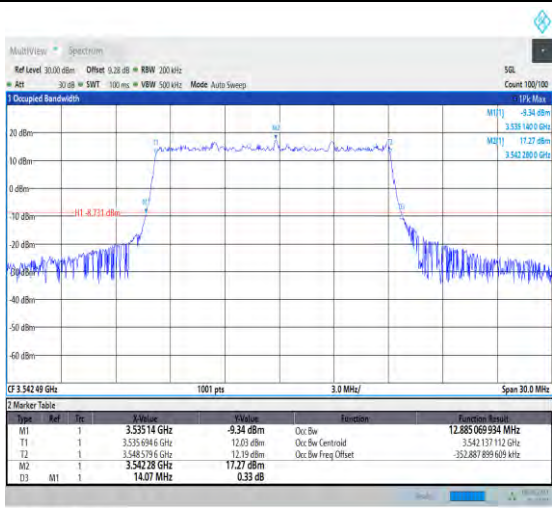 MultiView Spectrum
Ref Level 30.00 dBm Offset 9.28 dB RBW 200 kHz SGL
Att 30 dB SWT 100 ms VBW 500 kHz Mode Auto Sweep Count 100/100
1 Occupied Bandwidth 1Pk Max
M1[1] -9.34 dBm
3.535 140 0 GHz
M2[1] 17.27 dBm
3.542 280 0 GHz
20 dBm
M2
T1
10 dBm
0 dBm
-10 dBm
H1 -8.731 dBm
-20 dBm
-30 dBm
-40 dBm
-60 dBm
CF 3.542 49 GHz 1001 pts 3.0 MHz/ Span 30.0 MHz
2 Marker Table
Type Ref Trc X-Value Y-Value Function Function Result
M1 1 3.535 14 GHz -9.34 dBm Occ Bw 12.885 069 934 MHz
T1 1 3.535 694 6 GHz 12.03 dBm Occ Bw Centroid 3.542 137 112 GHz
T2 1 3.548 579 6 GHz 12.19 dBm Occ Bw Freq Offset -352.887 899 609 kHz
M2 1 3.542 28 GHz 17.27 dBm
D3 M1 1 14.07 MHz 0.33 dB